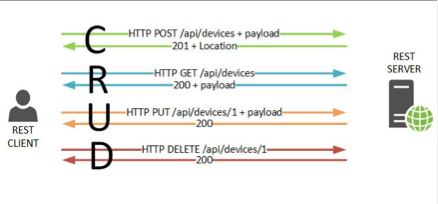 C
HTTP POST /api/devices + payload
201 + Location
R
HTTP GET /api/devices
200 + payload
U
HTTP PUT /api/devices/1 + payload
200
D
HTTP DELETE /api/devices/1
200
REST
CLIENT
REST
SERVER